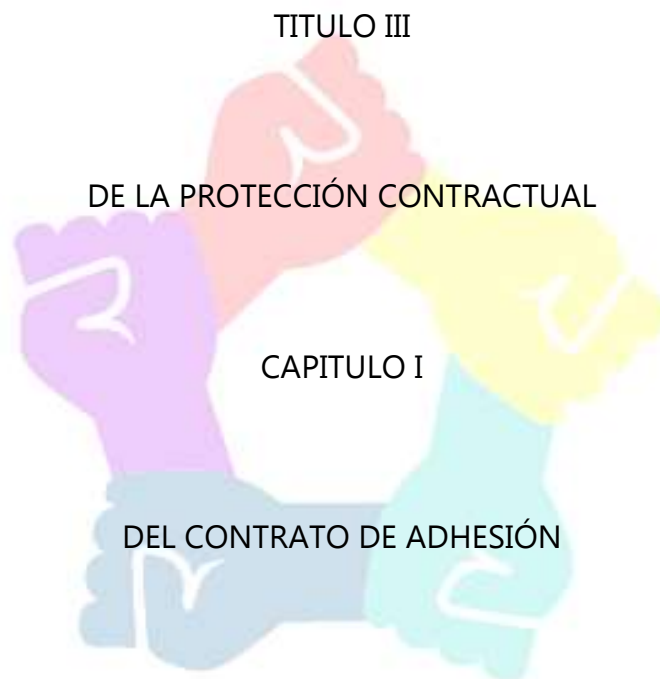 TITULO III
DE LA PROTECCIÓN CONTRACTUAL
CAPITULO I
DEL CONTRATO DE ADHESIÓN